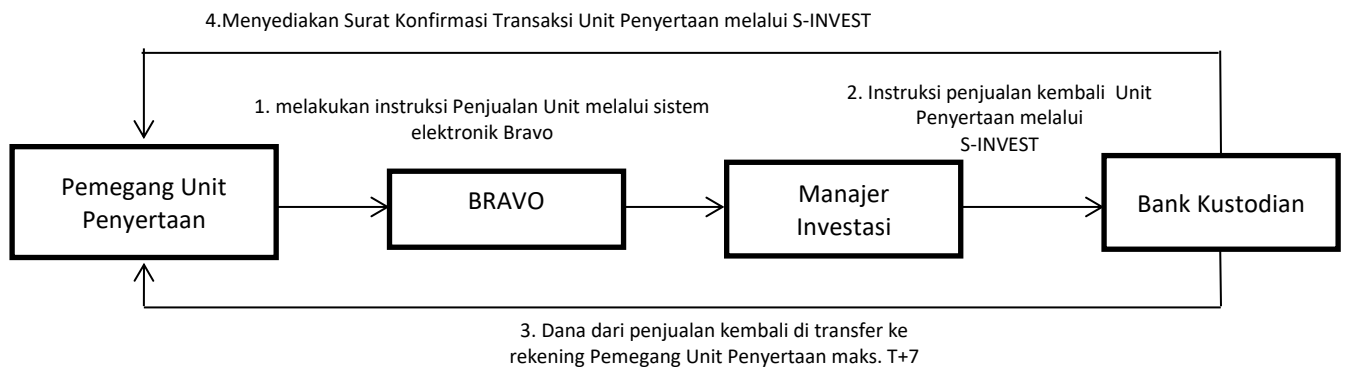 4.Menyediakan Surat Konfirmasi Transaksi Unit Penyertaan melalui S-INVEST
1. melakukan instruksi Penjualan Unit melalui sistem
elektronik Bravo
2. Instruksi penjualan kembali Unit
Penyertaan melalui
S-INVEST
Pemegang Unit
Penyertaan
BRAVO
Manajer
Investasi
Bank Kustodian
3. Dana dari penjualan kembali di transfer ke
rekening Pemegang Unit Penyertaan maks. T+7